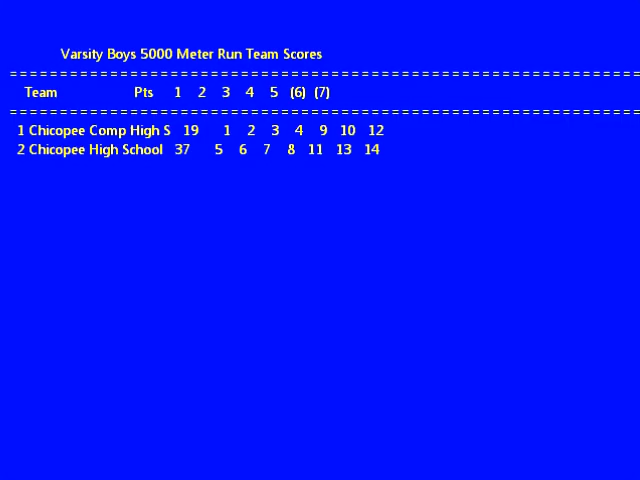 Varsity Boys 5000 Meter Run Team Scores
===============================================================
Team Pts 1 2 3 4 5 (6) (7)
===============================================================
1 Chicopee Comp High S 19 1 2 3 4 9 10 12
2 Chicopee High School 37 5 6 7 8 11 13 14